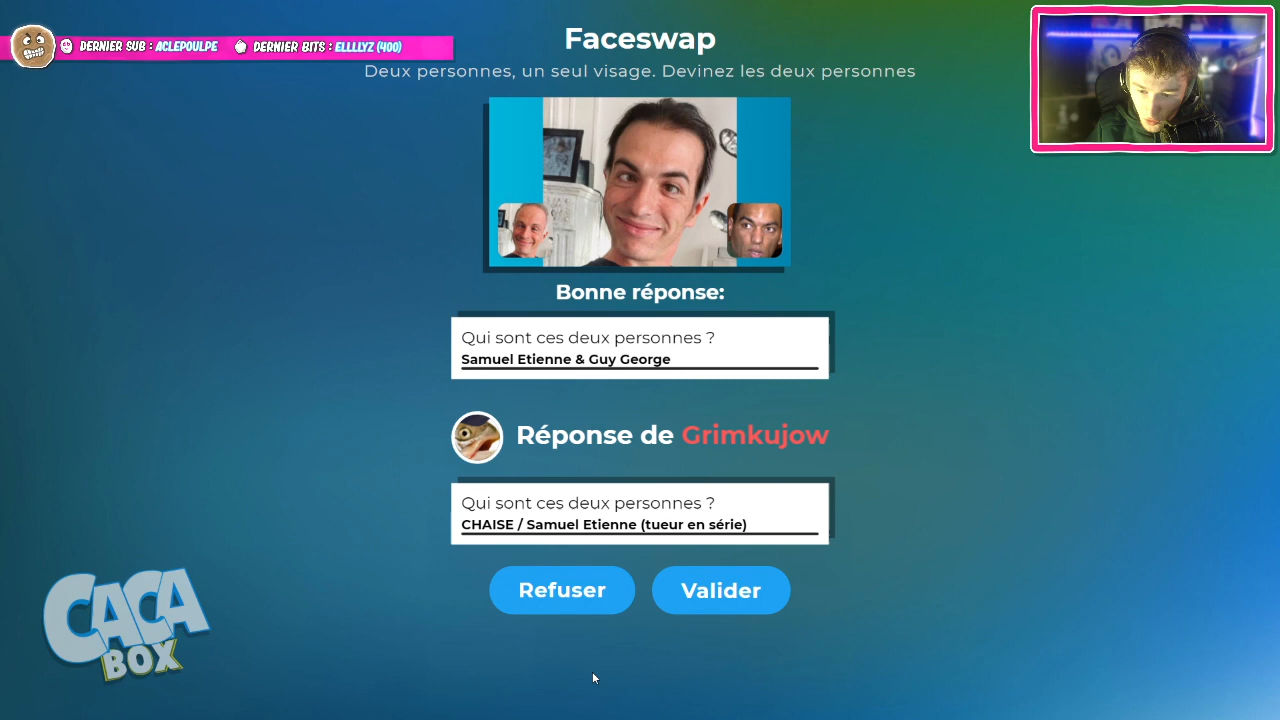 DERNIER SUB : ACLEPOULPE DERNIER BITS : ELLLLYZ (400)
Faceswap
Deux personnes, un seul visage. Devinez les deux personnes
Bonne réponse:
Qui sont ces deux personnes ?
Samuel Etienne & Guy George
Réponse de Grimkujow
Qui sont ces deux personnes ?
CHAISE / Samuel Etienne (tueur en série)
Refuser Valider
CACA
BOX